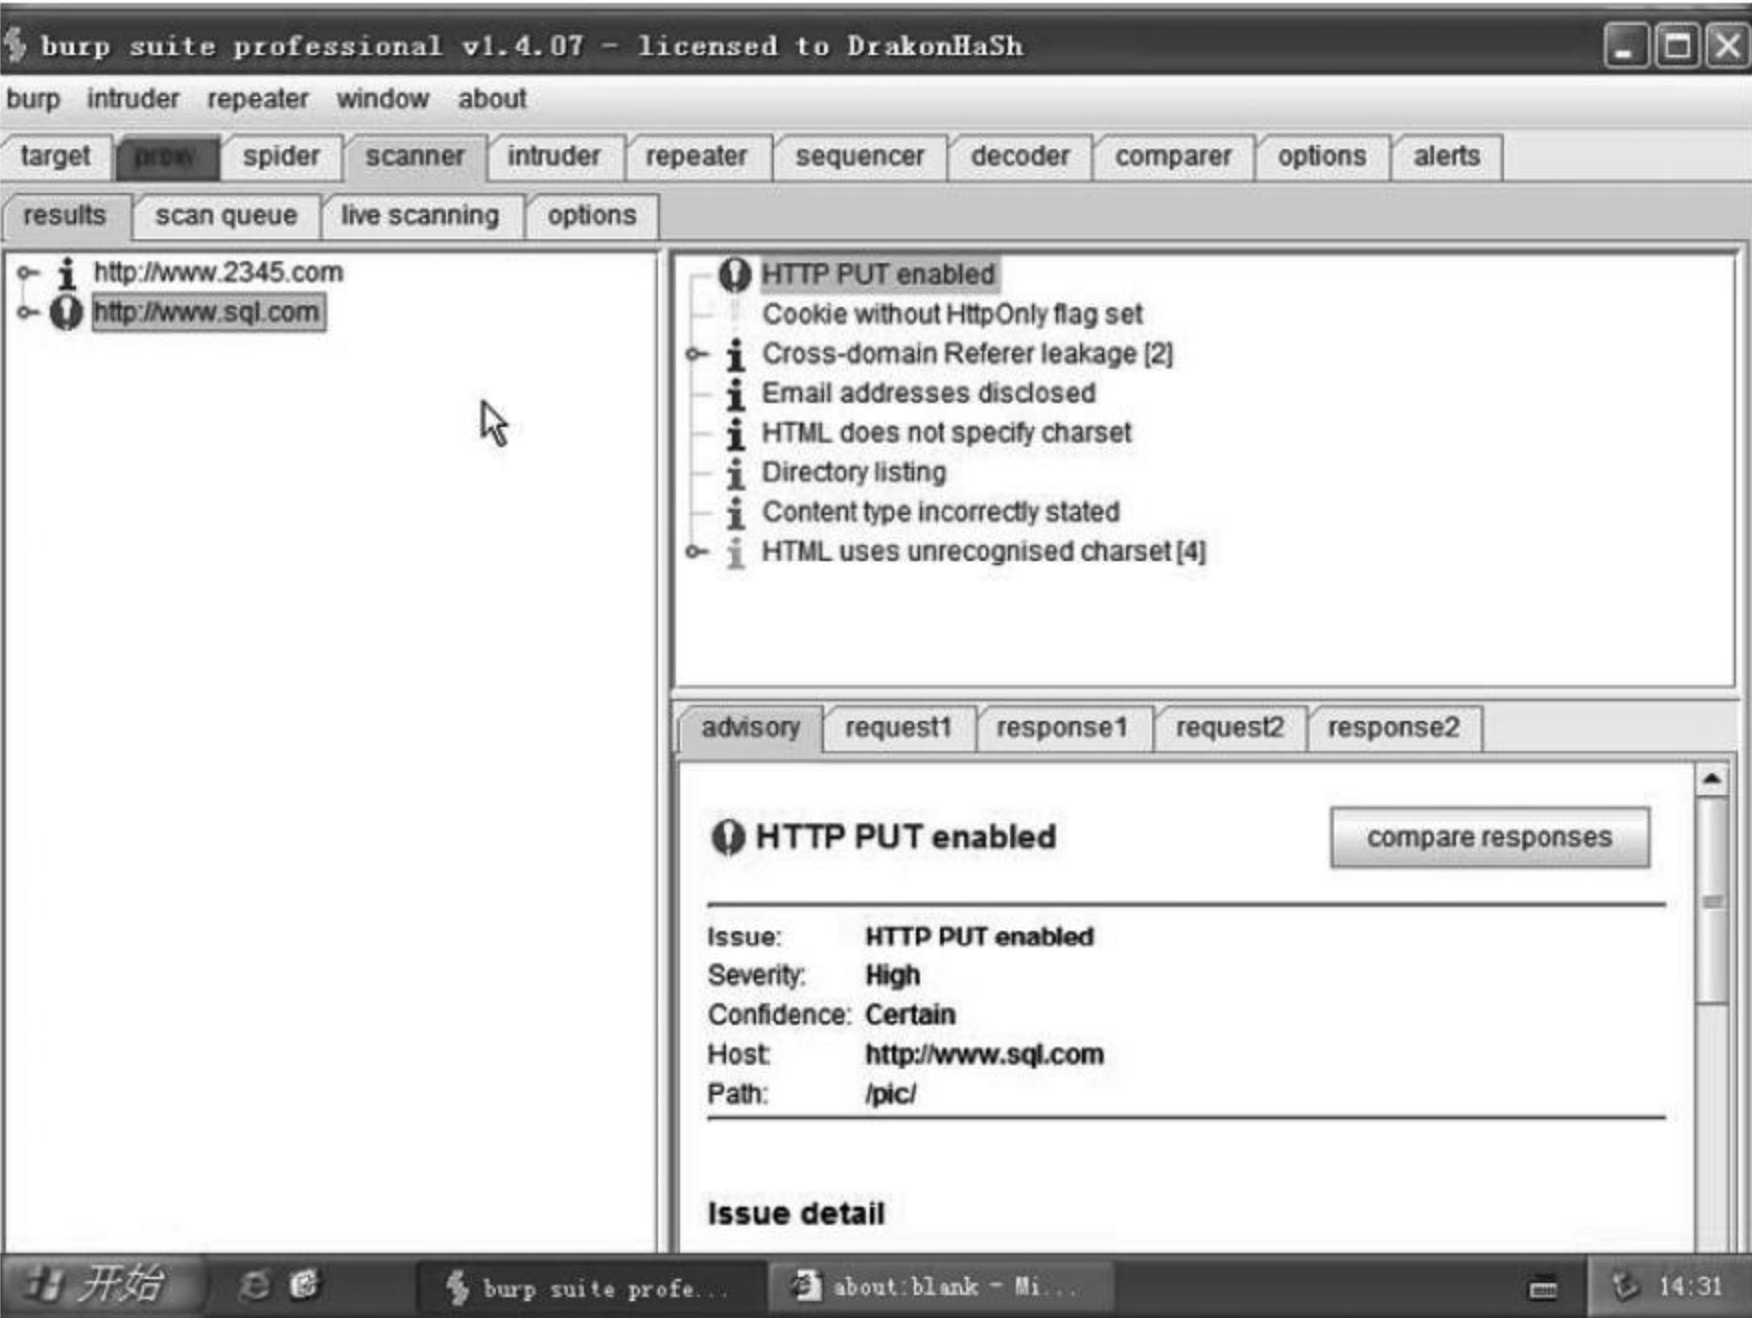 burp suite professional v1.4.07 - licensed to DrakonHaSh
burp intruder repeater window about
target proxy spider scanner intruder repeater sequencer decoder comparer options alerts
results scan queue live scanning options
http://www.2345.com
http://www.sql.com
HTTP PUT enabled
Cookie without HttpOnly flag set
Cross-domain Referer leakage [2]
Email addresses disclosed
HTML does not specify charset
Directory listing
Content type incorrectly stated
HTML uses unrecognised charset [4]
advisory request1 response1 request2 response2
HTTP PUT enabled compare responses
Issue: HTTP PUT enabled
Severity: High
Confidence: Certain
Host: http://www.sql.com
Path: /pic/
Issue detail
开始 burp suite profe... about:blank - Mi... 14:31